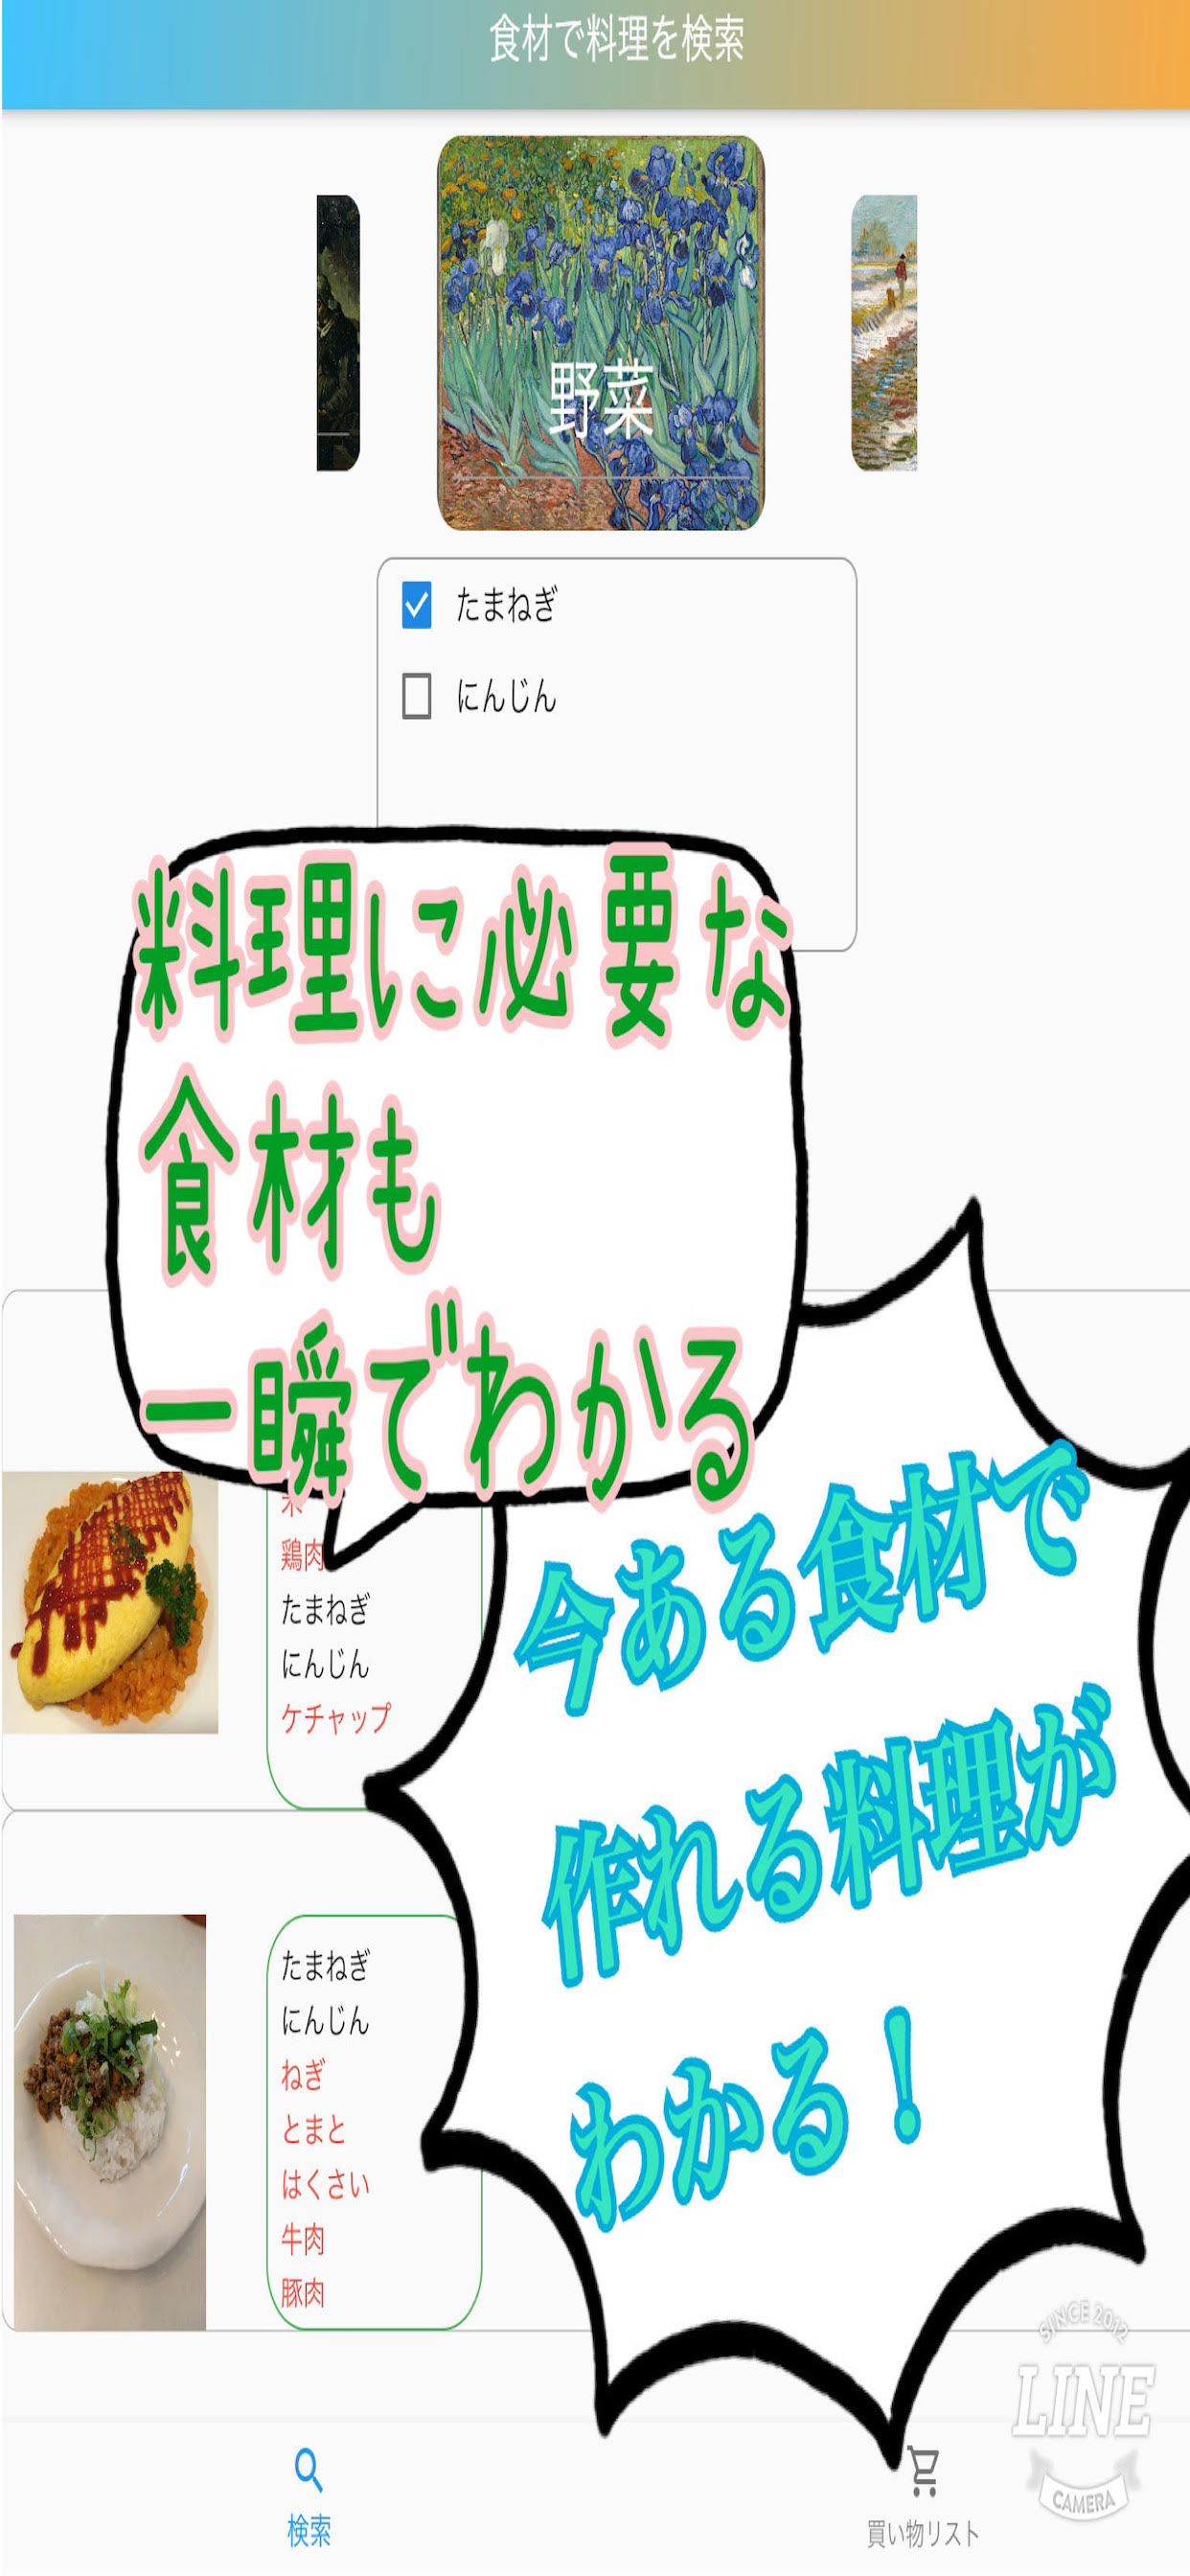 食材で料理を検索
野菜
たまねぎ
にんじん
料理に必要な
食材も
一瞬でわかる
今ある食材で
作れる料理が
わかる！
米
鶏肉
たまねぎ
にんじん
ケチャップ
たまねぎ
にんじん
ねぎ
とまと
はくさい
牛肉
豚肉
SINCE 2012
LINE
CAMERA
検索
買い物リスト